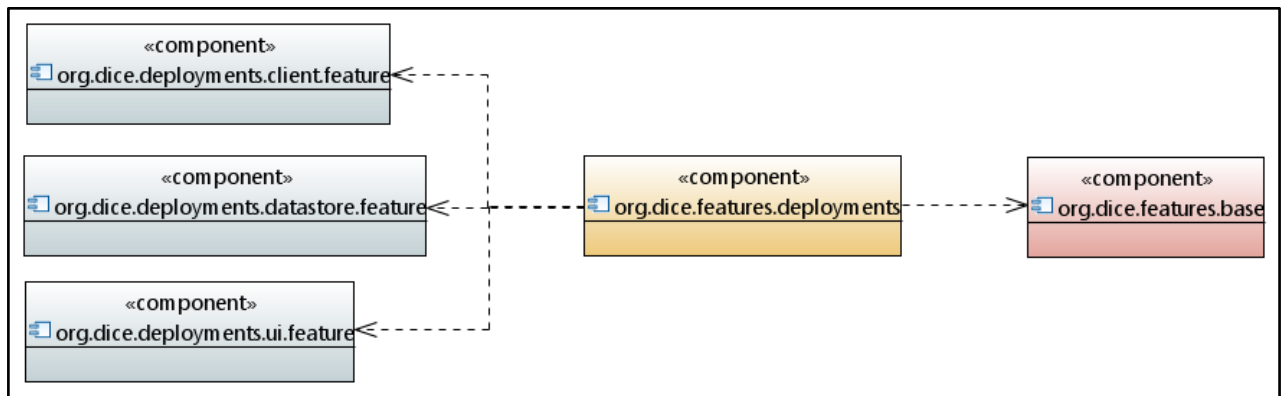 «component»
org.dice.deployments.client.feature
«component»
org.dice.deployments.datastore.feature
«component»
org.dice.deployments.ui.feature
«component»
org.dice.features.deployments
«component»
org.dice.features.base